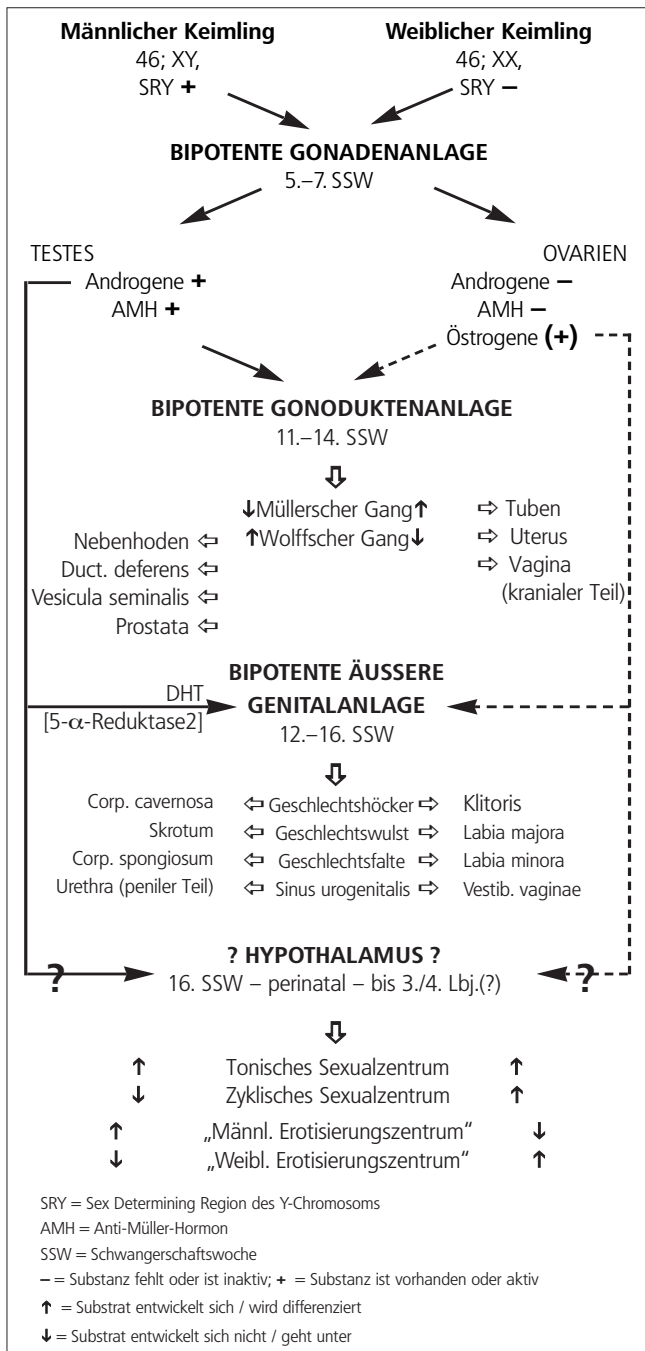 Männlicher Keimling Weiblicher Keimling
46; XY, 46; XX,
SRY + SRY –
BIPOTENTE GONADENANLAGE
5.–7. SSW
TESTES OVARIEN
Androgene + Androgene –
AMH + AMH –
Östrogene (+)
BIPOTENTE GONODUKTENANLAGE
11.–14. SSW
⇩
↓Müllerscher Gang↑ ⇨ Tuben
Nebenhoden ⇦ ↑Wolffscher Gang↓ ⇨ Uterus
Duct. deferens ⇦ ⇨ Vagina
Vesicula seminalis ⇦ (kranialer Teil)
Prostata ⇦
BIPOTENTE ÄUSSERE
DHT GENITALANLAGE
[5-α-Reduktase2] 12.–16. SSW
⇩
Corp. cavernosa ⇦ Geschlechtshöcker ⇨ Klitoris
Skrotum ⇦ Geschlechtswulst ⇨ Labia majora
Corp. spongiosum ⇦ Geschlechtsfalte ⇨ Labia minora
Urethra (peniler Teil) ⇦ Sinus urogenitalis ⇨ Vestib. vaginae
? HYPOTHALAMUS ?
? 16. SSW – perinatal – bis 3./4. Lbj.(?) ?
⇩
↑ Tonisches Sexualzentrum ↑
↓ Zyklisches Sexualzentrum ↑
↑ „Männl. Erotisierungszentrum“ ↓
↓ „Weibl. Erotisierungszentrum“ ↑
SRY = Sex Determining Region des Y-Chromosoms
AMH = Anti-Müller-Hormon
SSW = Schwangerschaftswoche
– = Substanz fehlt oder ist inaktiv; + = Substanz ist vorhanden oder aktiv
↑ = Substrat entwickelt sich / wird differenziert
↓ = Substrat entwickelt sich nicht / geht unter